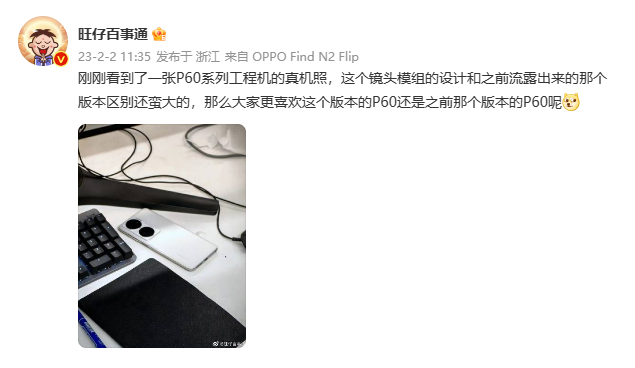 旺仔百事通
23-2-2 11:35 发布于 浙江 来自 OPPO Find N2 Flip
刚刚看到了一张P60系列工程机的真机照，这个镜头模组的设计和之前流露出来的那个
版本区别还蛮大的，那么大家更喜欢这个版本的P60还是之前那个版本的P60呢